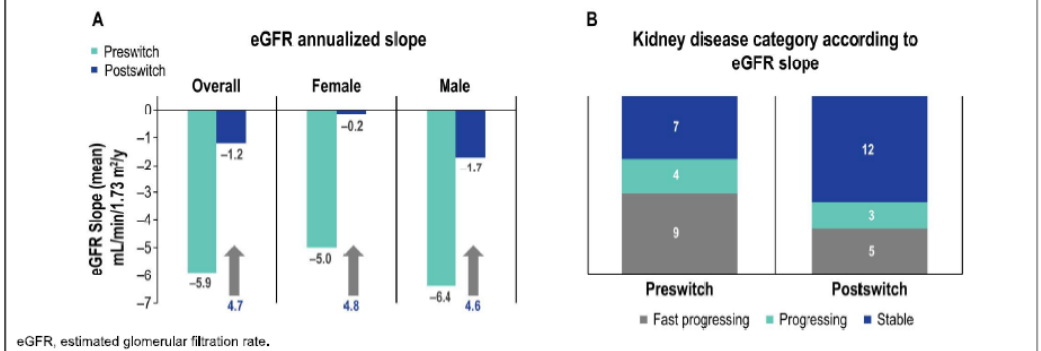 A
eGFR annualized slope
Preswitch
Postswitch
Overall Female Male
eGFR Slope (mean)
mL/min/1.73 m²/y
0
–1
–2
–3
–4
–5
–6
–7
–5.9
–1.2
4.7
–5.0
–0.2
4.8
–6.4
–1.7
4.6
B
Kidney disease category according to
eGFR slope
7
4
9
12
3
5
Preswitch Postswitch
Fast progressing Progressing Stable
eGFR, estimated glomerular filtration rate.